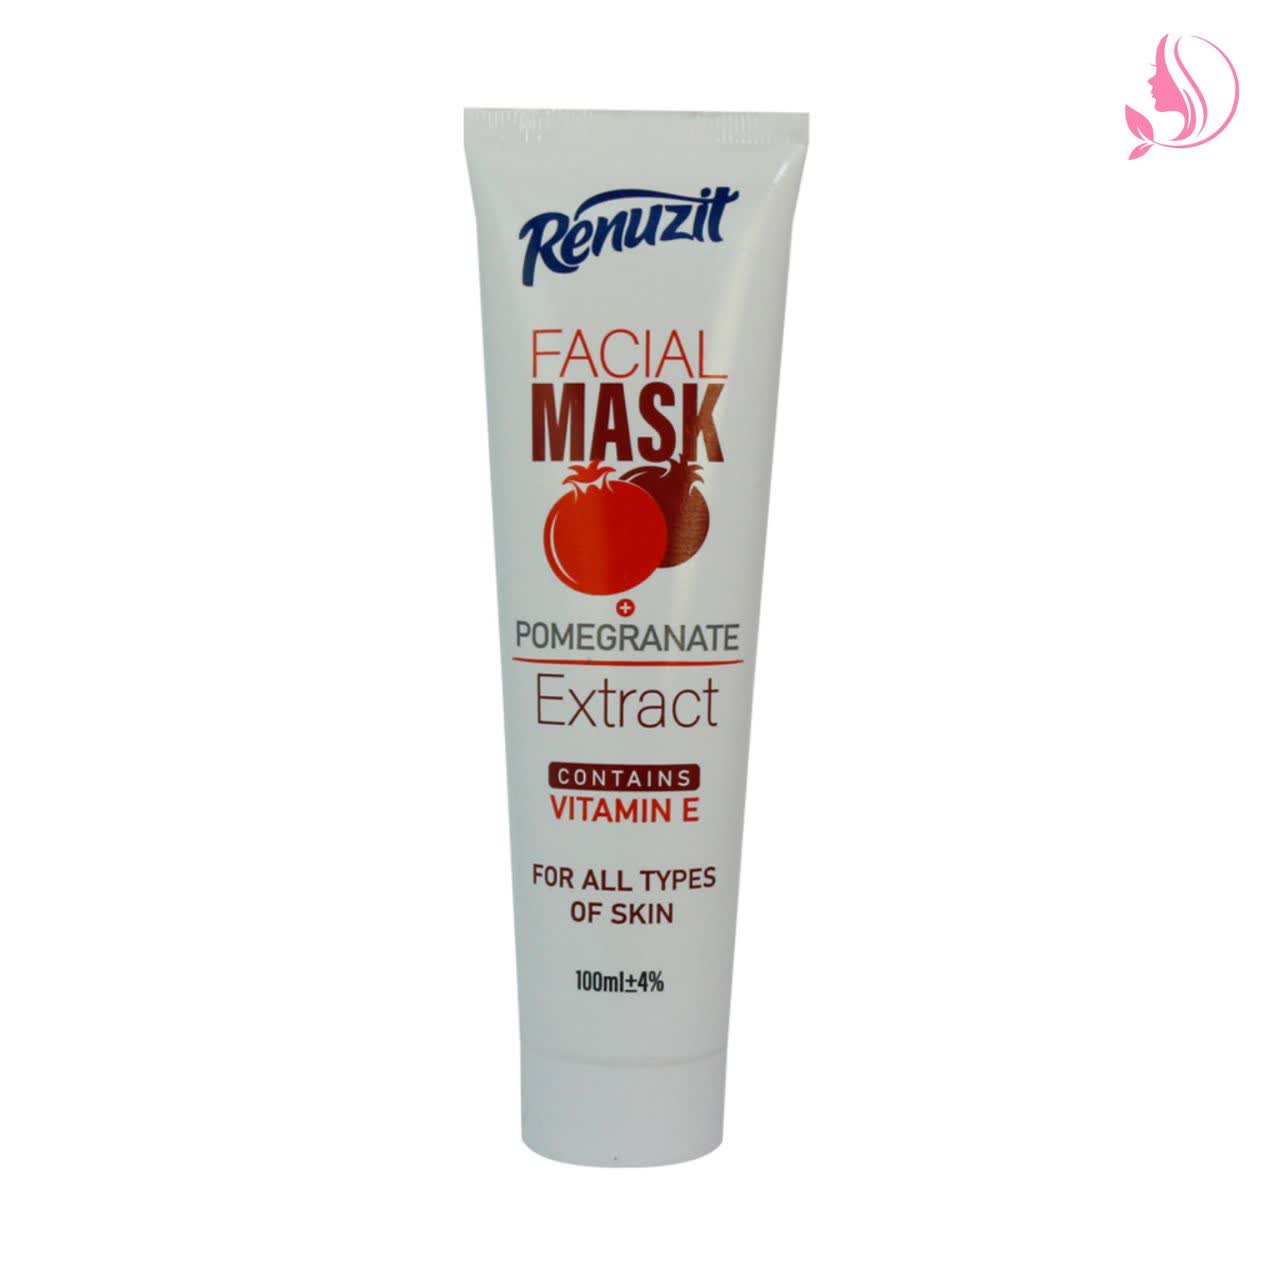 Renuzit
FACIAL
MASK
+
POMEGRANATE
Extract
CONTAINS
VITAMIN E
FOR ALL TYPES
OF SKIN
100ml±4%